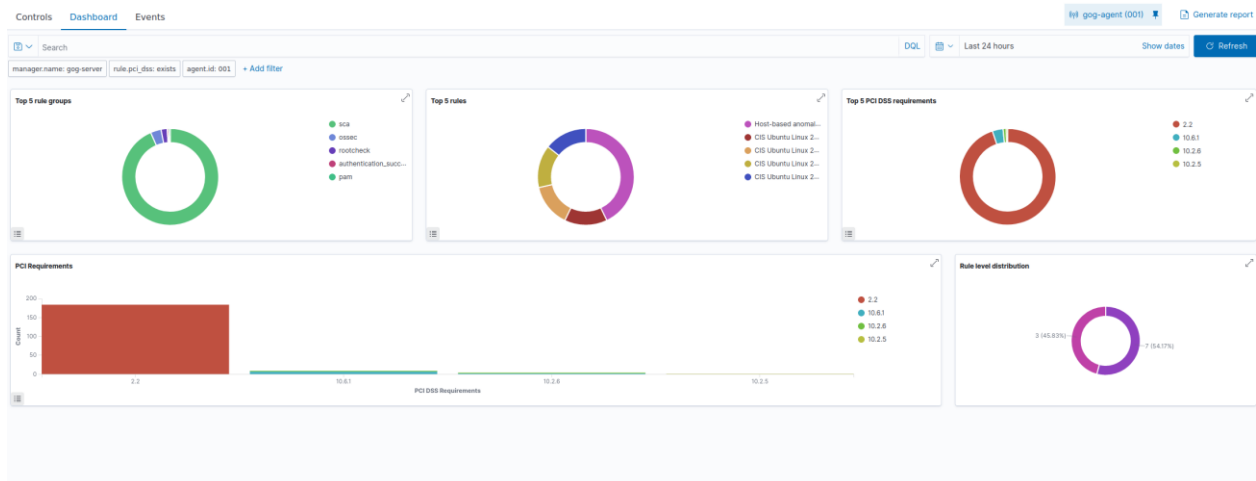 Controls Dashboard Events gog-agent (001) Generate report
Search DQL Last 24 hours Show dates Refresh
manager.name: gog-server rule.pci_dss: exists agent.id: 001 + Add filter
Top 5 rule groups
sca
ossec
rootcheck
authentication_succ...
pam
Top 5 rules
Host-based anomal...
CIS Ubuntu Linux 2...
CIS Ubuntu Linux 2...
CIS Ubuntu Linux 2...
CIS Ubuntu Linux 2...
Top 5 PCI DSS requirements
2.2
10.6.1
10.2.6
10.2.5
PCI Requirements
200
150
100
50
0
Count
2.2 10.6.1 10.2.6 10.2.5
PCI DSS Requirements
2.2
10.6.1
10.2.6
10.2.5
Rule level distribution
3 (45.83%)
7 (54.17%)